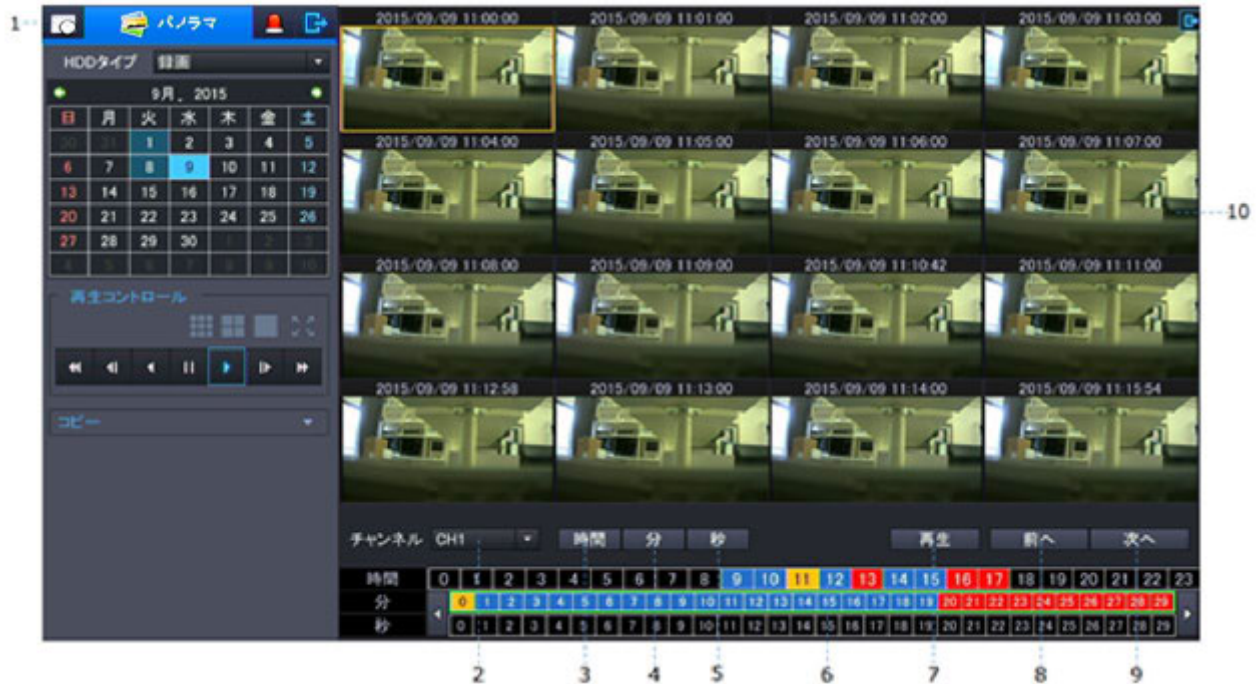 1
パノラマ
HDDタイプ 録画
9月, 2015
日 月 火 水 木 金 土
30 31 1 2 3 4 5
6 7 8 9 10 11 12
13 14 15 16 17 18 19
20 21 22 23 24 25 26
27 28 29 30 1 2 3
4 5 6 7 8 9 10
再生コントロール
コピー
2015/09/09 11:00:00 2015/09/09 11:01:00 2015/09/09 11:02:00 2015/09/09 11:03:00
2015/09/09 11:04:00 2015/09/09 11:05:00 2015/09/09 11:06:00 2015/09/09 11:07:00
10
2015/09/09 11:08:00 2015/09/09 11:09:00 2015/09/09 11:10:42 2015/09/09 11:11:00
2015/09/09 11:12:58 2015/09/09 11:13:00 2015/09/09 11:14:00 2015/09/09 11:15:54
チャンネル CH1 時間 分 秒 再生 前へ 次へ
時間 0 1 2 3 4 5 6 7 8 9 10 11 12 13 14 15 16 17 18 19 20 21 22 23
分 0 1 2 3 4 5 6 7 8 9 10 11 12 13 14 15 16 17 18 19 20 21 22 23 24 25 26 27 28 29
秒 0 1 2 3 4 5 6 7 8 9 10 11 12 13 14 15 16 17 18 19 20 21 22 23 24 25 26 27 28 29
2 3 4 5 6 7 8 9